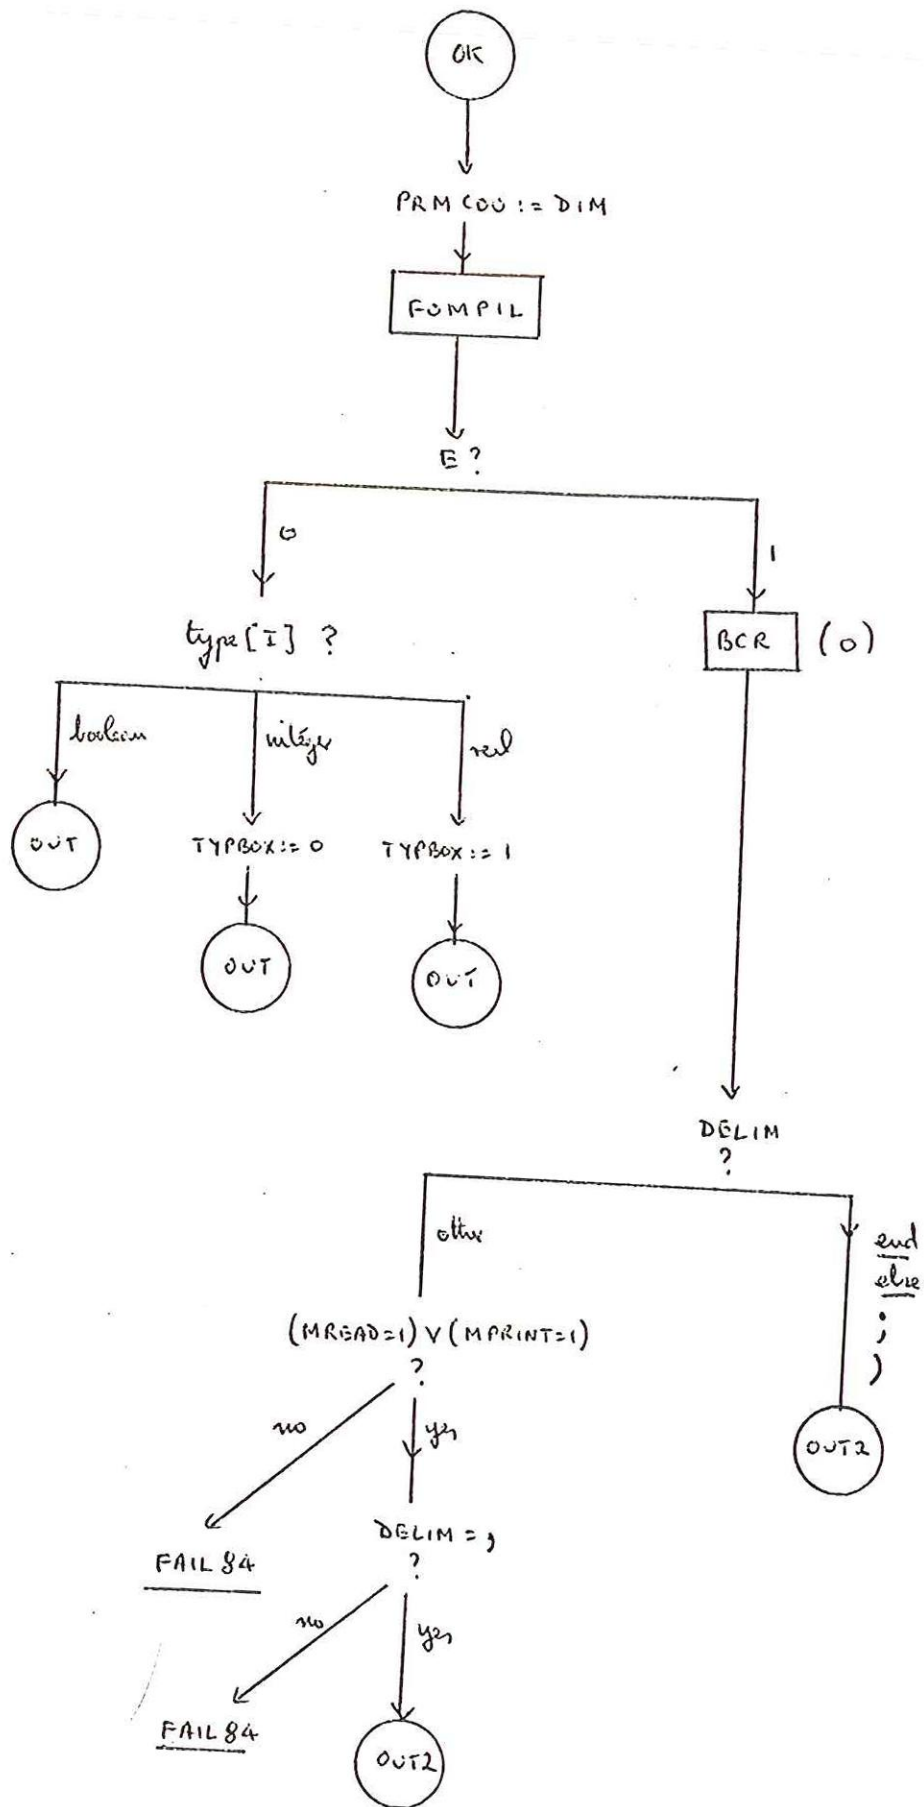 OK
PRMCOU := DIM
FOMPIL
E ?
0
1
type[I] ?
BCR (0)
boolean
integer
real
OUT
TYPBOX := 0
TYPBOX := 1
OUT
OUT
DELIM
?
other
end
else
;
)
(MREAD=1) V (MPRINT=1)
?
no
yes
OUT2
DELIM = ,
?
FAIL 84
no
yes
FAIL 84
OUT2